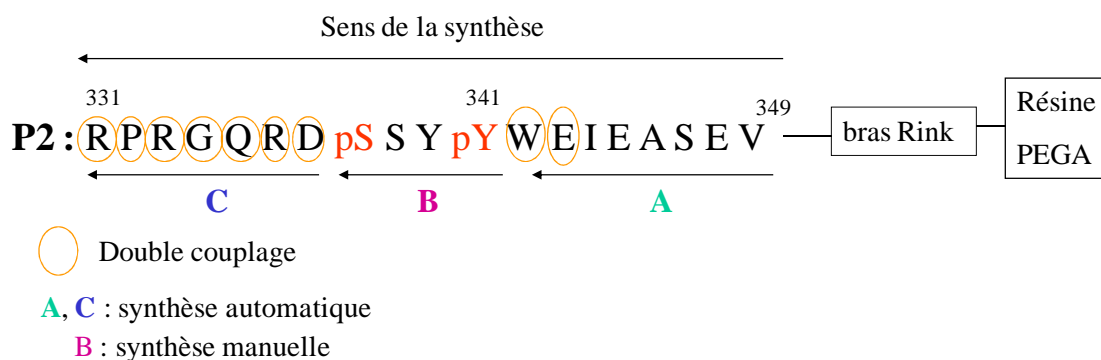 Sens de la synthèse
331 341 349
P2 : R P R G Q R D pS S Y pY W E I E A S E V
bras Rink
Résine
PEGA
C B A
Double couplage
A, C : synthèse automatique
B : synthèse manuelle